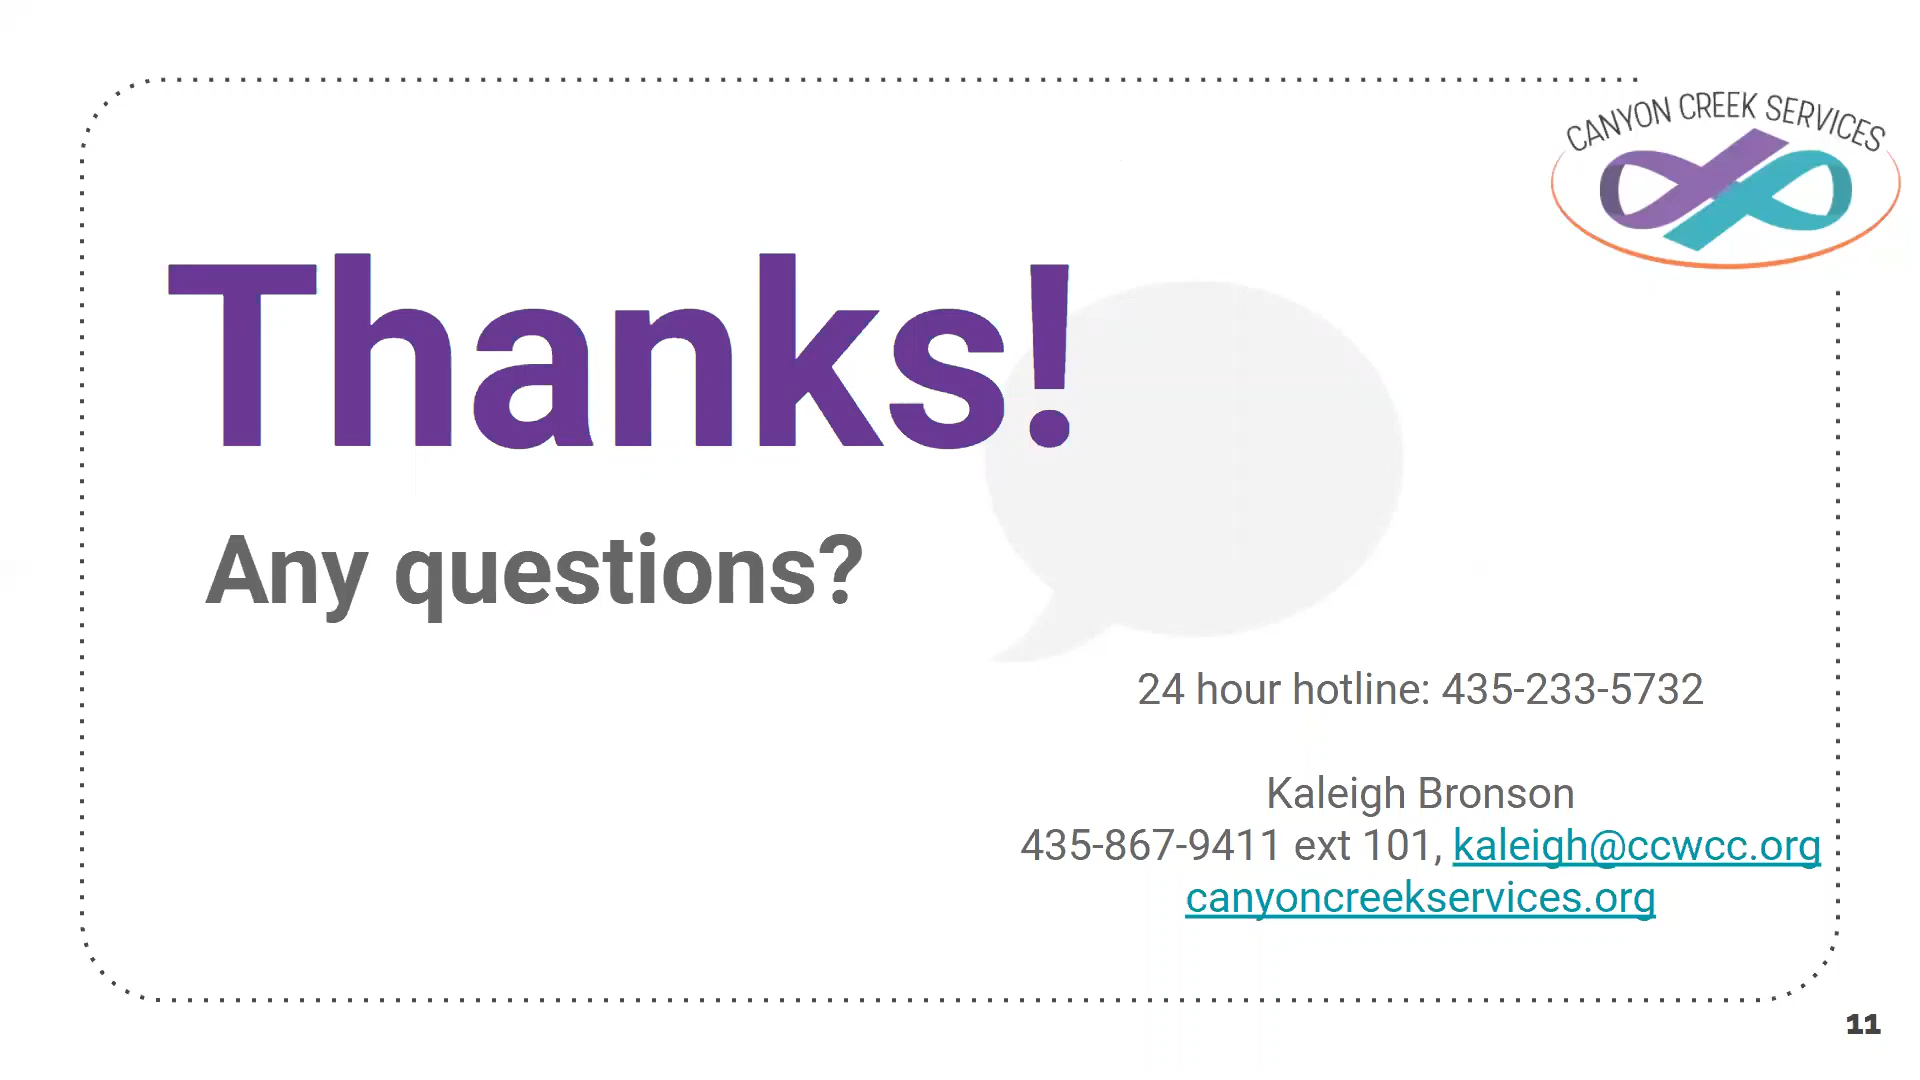 CANYON CREEK SERVICES
Thanks!
Any questions?
24 hour hotline: 435-233-5732
Kaleigh Bronson
435-867-9411 ext 101, kaleigh@ccwcc.org
canyoncreekservices.org
11